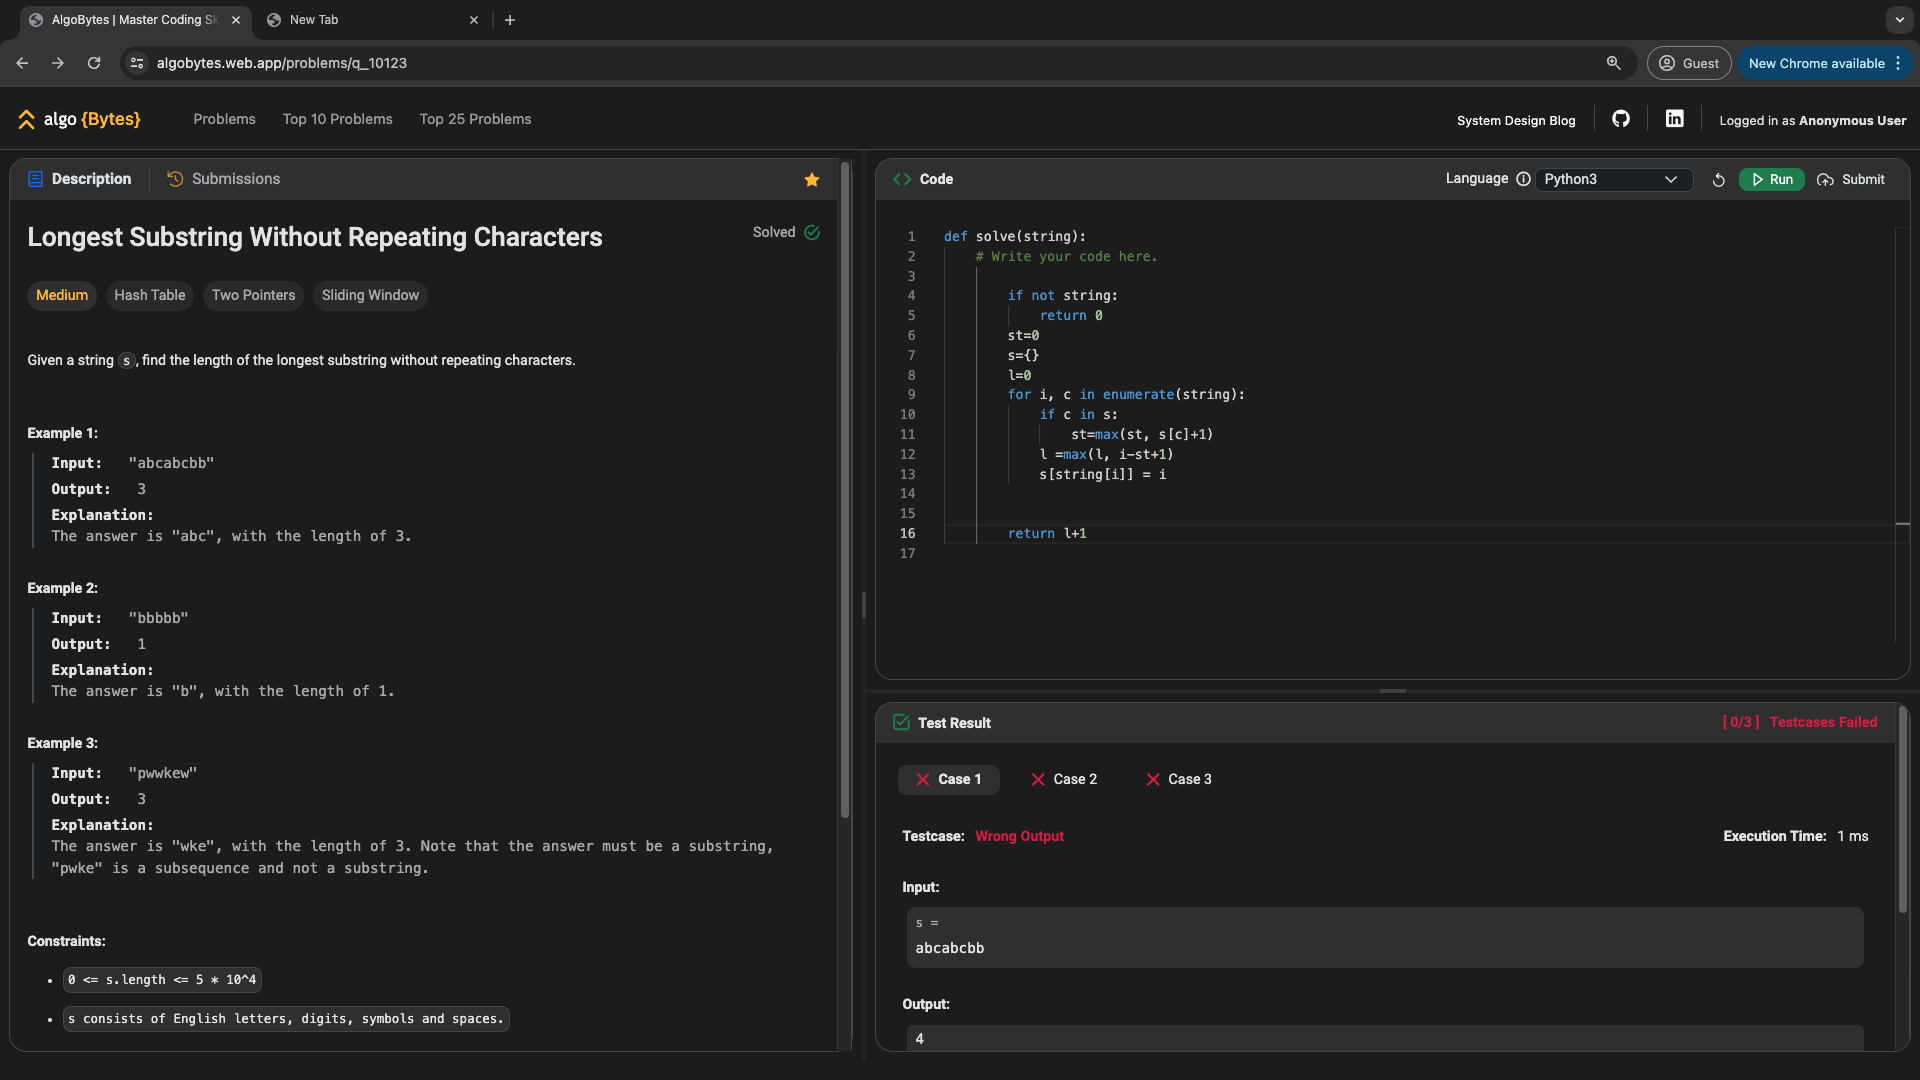 AlgoBytes | Master Coding Sk
New Tab
algobytes.web.app/problems/q_10123
Guest
New Chrome available
algo {Bytes}
Problems
Top 10 Problems
Top 25 Problems
System Design Blog
Logged in as Anonymous User
Description
Submissions
Longest Substring Without Repeating Characters
Solved
Medium
Hash Table
Two Pointers
Sliding Window
Given a string s, find the length of the longest substring without repeating characters.
Example 1:
Input: "abcabcbb"
Output: 3
Explanation:
The answer is "abc", with the length of 3.
Example 2:
Input: "bbbbb"
Output: 1
Explanation:
The answer is "b", with the length of 1.
Example 3:
Input: "pwwkew"
Output: 3
Explanation:
The answer is "wke", with the length of 3. Note that the answer must be a substring,
"pwke" is a subsequence and not a substring.
Constraints:
0 <= s.length <= 5 * 10^4
s consists of English letters, digits, symbols and spaces.
Code
Language
Python3
Run
Submit
1 def solve(string):
2 # Write your code here.
3
4 if not string:
5 return 0
6 st=0
7 s={}
8 l=0
9 for i, c in enumerate(string):
10 if c in s:
11 st=max(st, s[c]+1)
12 l =max(l, i-st+1)
13 s[string[i]] = i
14
15
16 return l+1
17
Test Result
[ 0/3 ] Testcases Failed
Case 1
Case 2
Case 3
Testcase: Wrong Output
Execution Time: 1 ms
Input:
s =
abcabcbb
Output:
4